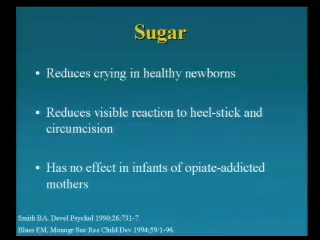 Sugar
• Reduces crying in healthy newborns
• Reduces visible reaction to heel-stick and
circumcision
• Has no effect in infants of opiate-addicted
mothers
Smith BA. Devel Psychol 1990;26:731-7.
Blass EM. Monogr Soc Res Child Dev 1994;59:1-96.